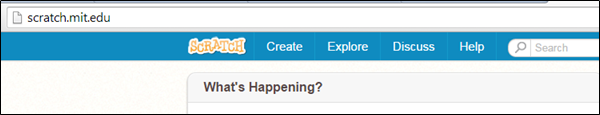 scratch.mit.edu
SCRATCH Create Explore Discuss Help Search
What's Happening?